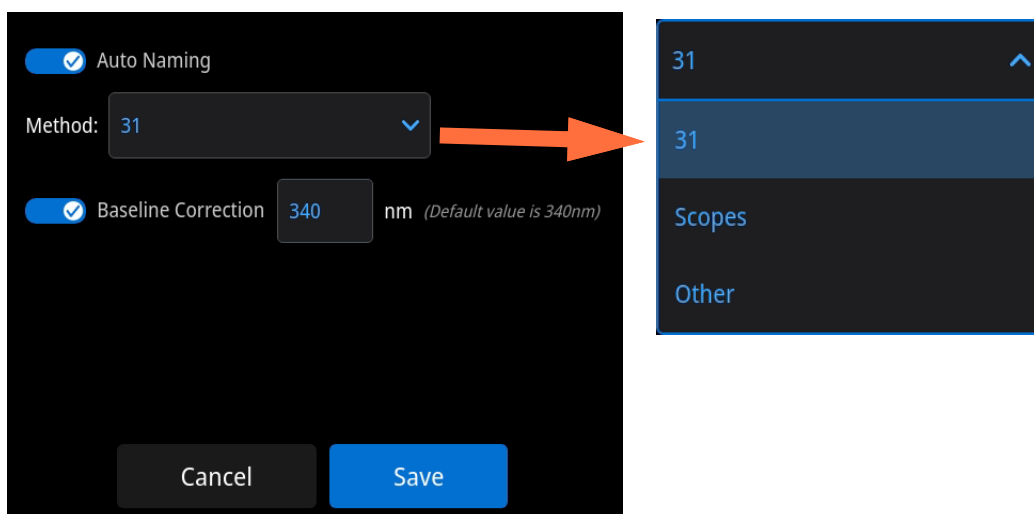 Auto Naming
Method: 31
Baseline Correction 340 nm (Default value is 340nm)
Cancel Save
31
31
Scopes
Other